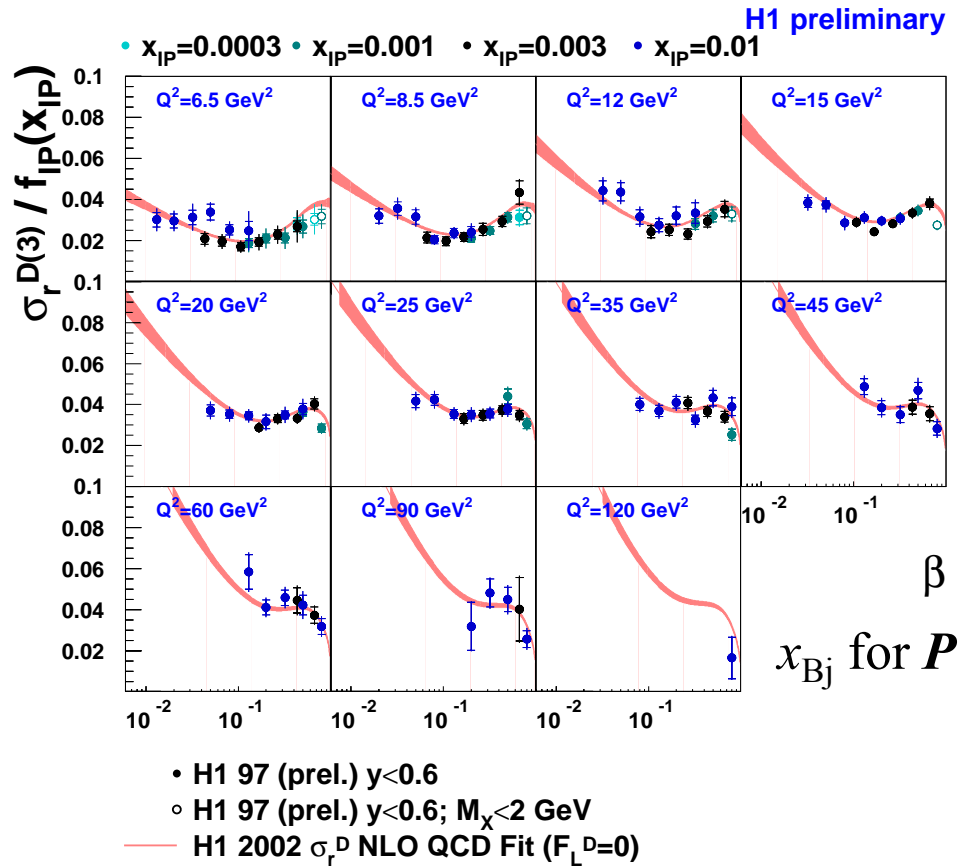 H1 preliminary
x_IP=0.0003 x_IP=0.001 x_IP=0.003 x_IP=0.01
σ_r^D(3) / f_IP(x_IP)
0.1
0.08
0.06
0.04
0.02
Q²=6.5 GeV² Q²=8.5 GeV² Q²=12 GeV² Q²=15 GeV²
0.1
0.08
0.06
0.04
0.02
Q²=20 GeV² Q²=25 GeV² Q²=35 GeV² Q²=45 GeV²
10^-2 10^-1
0.1
0.08
0.06
0.04
0.02
Q²=60 GeV² Q²=90 GeV² Q²=120 GeV²
β
x_Bj for P
10^-2 10^-1 10^-2 10^-1 10^-2 10^-1
H1 97 (prel.) y<0.6
H1 97 (prel.) y<0.6; M_X<2 GeV
H1 2002 σ_r^D NLO QCD Fit (F_L^D=0)